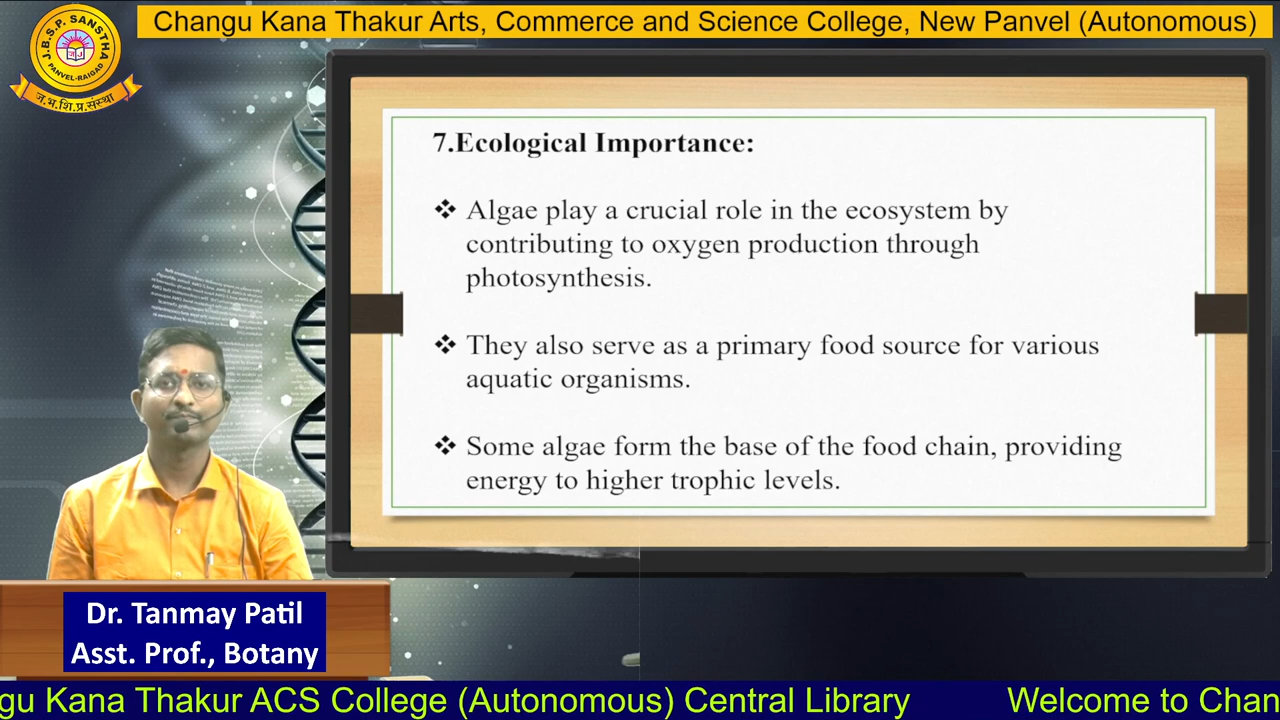 Changu Kana Thakur Arts, Commerce and Science College, New Panvel (Autonomous)
J.B.S.P. SANSTHA
PANVEL-RAIGAD
ज.भ.शि.प्र.संस्था
7.Ecological Importance:
❖ Algae play a crucial role in the ecosystem by
contributing to oxygen production through
photosynthesis.
❖ They also serve as a primary food source for various
aquatic organisms.
❖ Some algae form the base of the food chain, providing
energy to higher trophic levels.
Dr. Tanmay Patil
Asst. Prof., Botany
gu Kana Thakur ACS College (Autonomous) Central Library Welcome to Chan